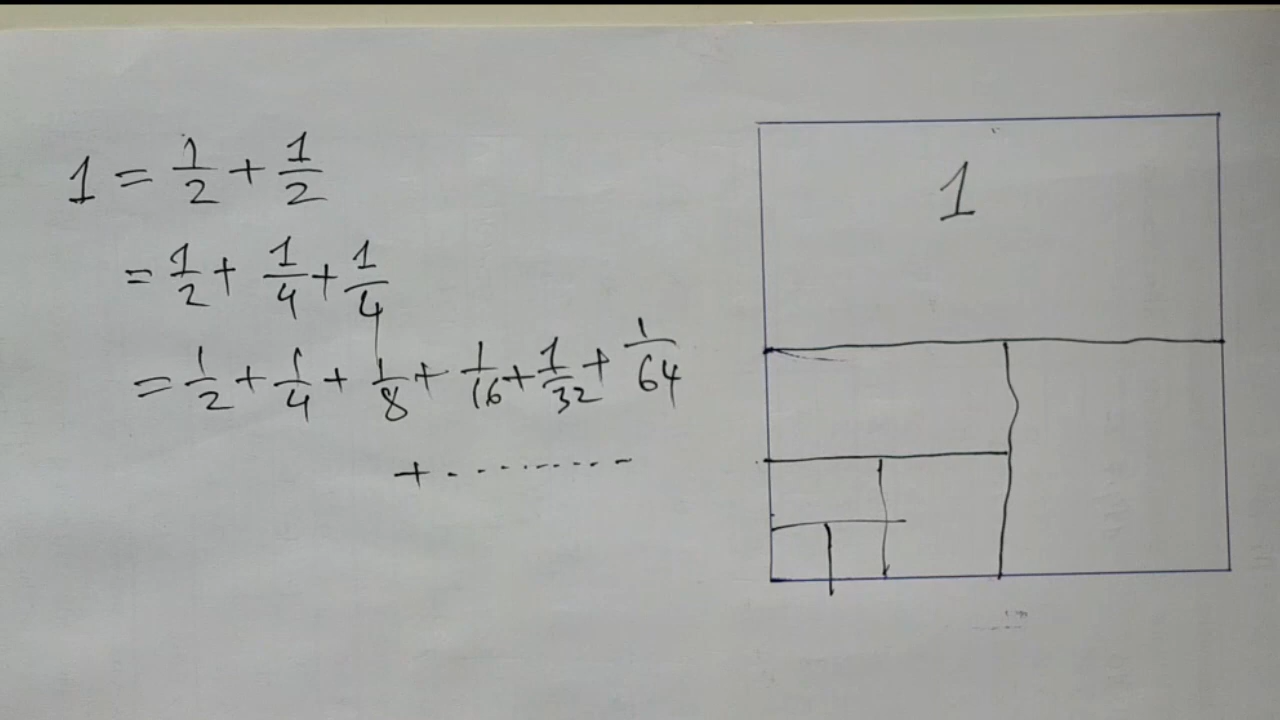 1 = 1/2 + 1/2
= 1/2 + 1/4 + 1/4
= 1/2 + 1/4 + 1/8 + 1/16 + 1/32 + 1/64
+ ..........
1